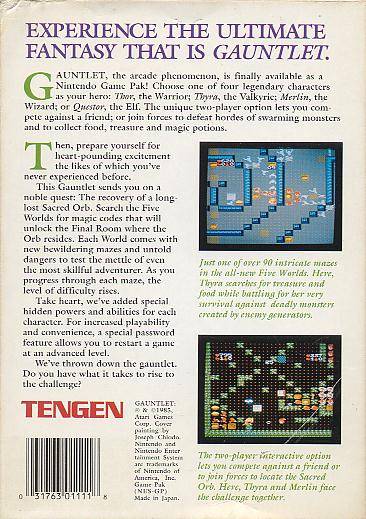 EXPERIENCE THE ULTIMATE
FANTASY THAT IS GAUNTLET.
GAUNTLET, the arcade phenomenon, is finally available as a
Nintendo Game Pak! Choose one of four legendary characters
as your hero: Thor, the Warrior; Thyra, the Valkyrie; Merlin, the
Wizard; or Questor, the Elf. The unique two-player option lets you com-
pete against a friend; or join forces to defeat hordes of swarming monsters
and to collect food, treasure and magic potions.
Then, prepare yourself for
heart-pounding excitement
the likes of which you've
never experienced before.
This Gauntlet sends you on a
noble quest: The recovery of a long-
lost Sacred Orb. Search the Five
Worlds for magic codes that will
unlock the Final Room where the
Orb resides. Each World comes with
new bewildering mazes and untold
dangers to test the mettle of even
the most skillful adventurer. As you
progress through each maze, the
level of difficulty rises.
Take heart, we've added special
hidden powers and abilities for each
character. For increased playability
and convenience, a special password
feature allows you to restart a game
at an advanced level.
We've thrown down the gauntlet.
Do you have what it takes to rise to
the challenge?
Just one of over 90 intricate mazes
in the all-new Five Worlds. Here,
Thyra searches for treasure and
food while battling for her very
survival against deadly monsters
created by enemy generators.
The two-player interactive option
lets you compete against a friend or
to join forces to locate the Sacred
Orb. Here, Thyra and Merlin face
the challenge together.
TENGEN
GAUNTLET:
® & ©1985,
Atari Games
Corp. Cover
painting by
Joseph Chiodo.
Nintendo and
Nintendo Enter
tainment System
are trademarks
of Nintendo of
America, Inc.
Game Pak
(NES-GP)
Made in Japan.
0 31763 01111 8